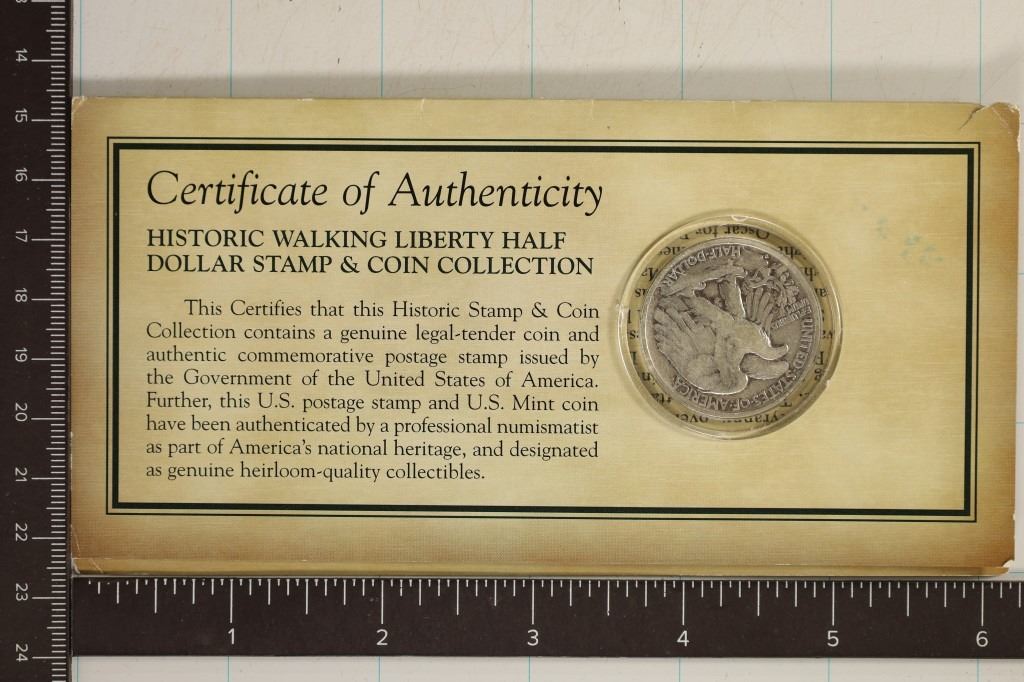 Certificate of Authenticity
HISTORIC WALKING LIBERTY HALF
DOLLAR STAMP & COIN COLLECTION
This Certifies that this Historic Stamp & Coin
Collection contains a genuine legal-tender coin and
authentic commemorative postage stamp issued by
the Government of the United States of America.
Further, this U.S. postage stamp and U.S. Mint coin
have been authenticated by a professional numismatist
as part of America's national heritage, and designated
as genuine heirloom-quality collectibles.
UNITED·STATES·OF·AMERICA
HALF·DOLLAR
Oscar for
14
15
16
17
18
19
20
21
22
23
24
1 2 3 4 5 6